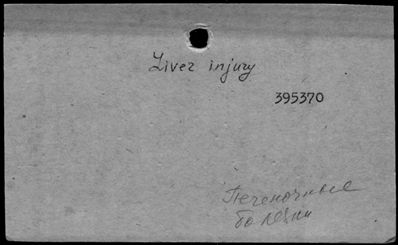 Liver injury
395370
Печеночные
болезни